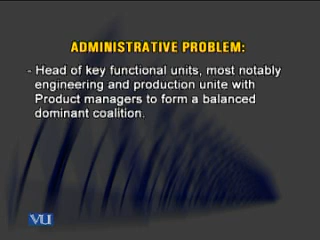 ADMINISTRATIVE PROBLEM:
- Head of key functional units, most notably
engineering and production unite with
Product managers to form a balanced
dominant coalition.
VU